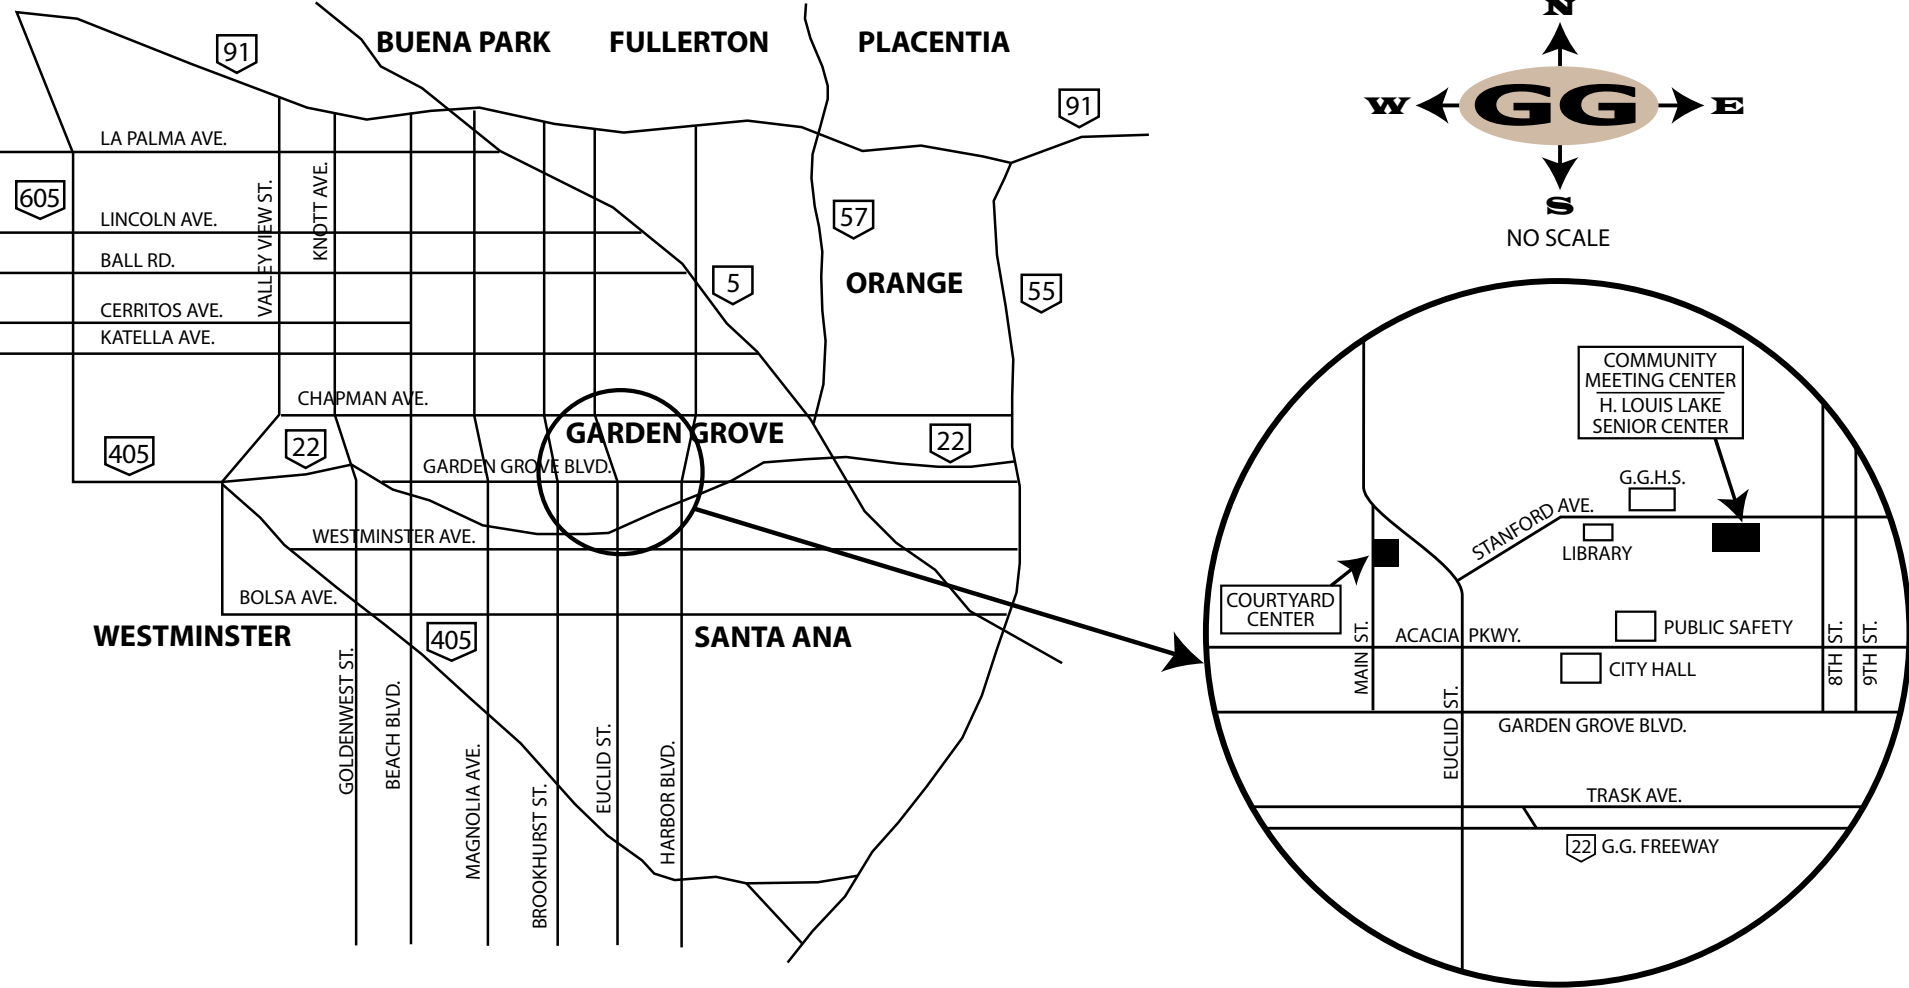 BUENA PARK
FULLERTON
PLACENTIA
91
91
LA PALMA AVE.
605
LINCOLN AVE.
VALLEY VIEW ST.
KNOTT AVE.
57
BALL RD.
5
ORANGE
55
CERRITOS AVE.
KATELLA AVE.
CHAPMAN AVE.
GARDEN GROVE
405
22
22
GARDEN GROVE BLVD.
WESTMINSTER AVE.
BOLSA AVE.
WESTMINSTER
405
SANTA ANA
GOLDENWEST ST.
BEACH BLVD.
MAGNOLIA AVE.
BROOKHURST ST.
EUCLID ST.
HARBOR BLVD.
N
W
GG
E
S
NO SCALE
COMMUNITY
MEETING CENTER
H. LOUIS LAKE
SENIOR CENTER
G.G.H.S.
STANFORD AVE.
LIBRARY
COURTYARD
CENTER
MAIN ST.
ACACIA PKWY.
PUBLIC SAFETY
CITY HALL
8TH ST.
9TH ST.
EUCLID ST.
GARDEN GROVE BLVD.
TRASK AVE.
22 G.G. FREEWAY